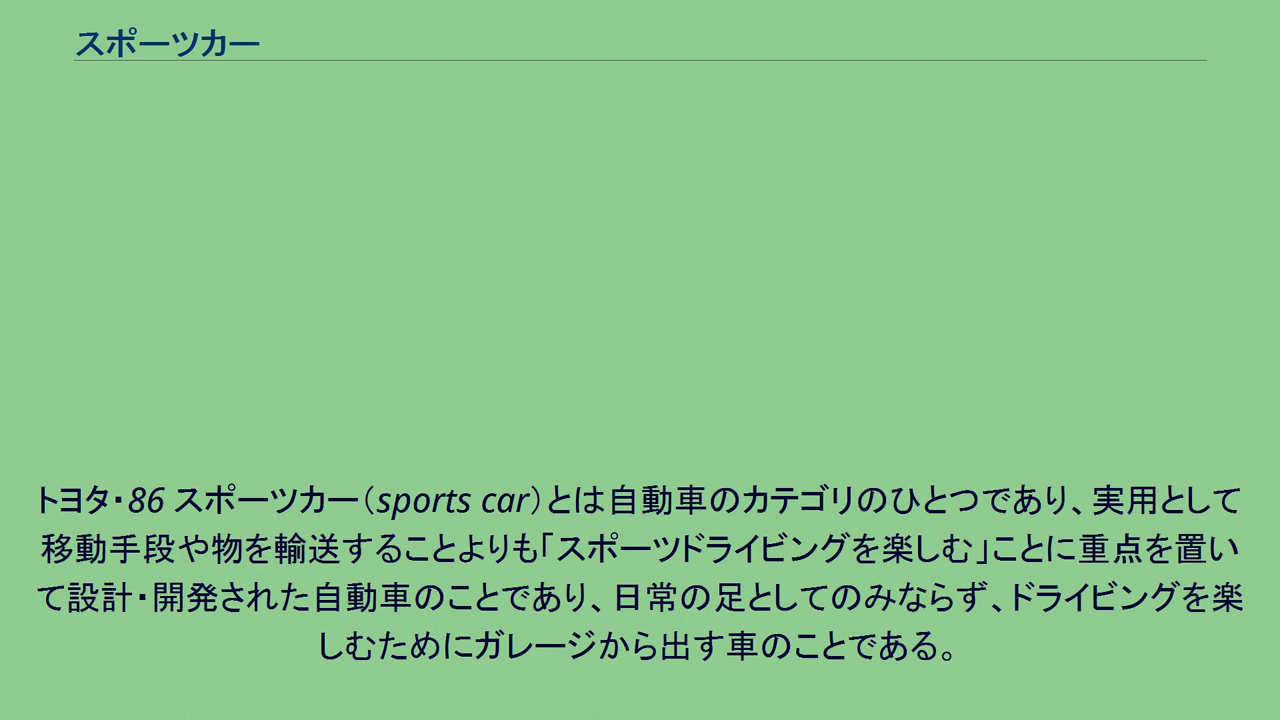 スポーツカー
トヨタ・86 スポーツカー（sports car）とは自動車のカテゴリのひとつであり、実用として
移動手段や物を輸送することよりも「スポーツドライビングを楽しむ」ことに重点を置い
て設計・開発された自動車のことであり、日常の足としてのみならず、ドライビングを楽
しむためにガレージから出す車のことである。